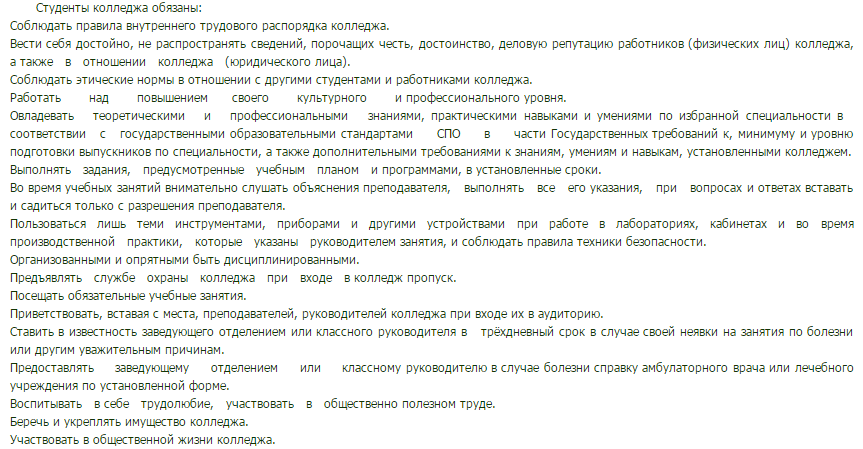 Студенты колледжа обязаны:
Соблюдать правила внутреннего трудового распорядка колледжа.
Вести себя достойно, не распространять сведений, порочащих честь, достоинство, деловую репутацию работников (физических лиц) колледжа,
а также в отношении колледжа (юридического лица).
Соблюдать этические нормы в отношении с другими студентами и работниками колледжа.
Работать над повышением своего культурного и профессионального уровня.
Овладевать теоретическими и профессиональными знаниями, практическими навыками и умениями по избранной специальности в
соответствии с государственными образовательными стандартами СПО в части Государственных требований к, минимуму и уровню
подготовки выпускников по специальности, а также дополнительными требованиями к знаниям, умениям и навыкам, установленными колледжем.
Выполнять задания, предусмотренные учебным планом и программами, в установленные сроки.
Во время учебных занятий внимательно слушать объяснения преподавателя, выполнять все его указания, при вопросах и ответах вставать
и садиться только с разрешения преподавателя.
Пользоваться лишь теми инструментами, приборами и другими устройствами при работе в лабораториях, кабинетах и во время
производственной практики, которые указаны руководителем занятия, и соблюдать правила техники безопасности.
Организованными и опрятными быть дисциплинированными.
Предъявлять службе охраны колледжа при входе в колледж пропуск.
Посещать обязательные учебные занятия.
Приветствовать, вставая с места, преподавателей, руководителей колледжа при входе их в аудиторию.
Ставить в известность заведующего отделением или классного руководителя в трёхдневный срок в случае своей неявки на занятия по болезни
или другим уважительным причинам.
Предоставлять заведующему отделением или классному руководителю в случае болезни справку амбулаторного врача или лечебного
учреждения по установленной форме.
Воспитывать в себе трудолюбие, участвовать в общественно полезном труде.
Беречь и укреплять имущество колледжа.
Участвовать в общественной жизни колледжа.